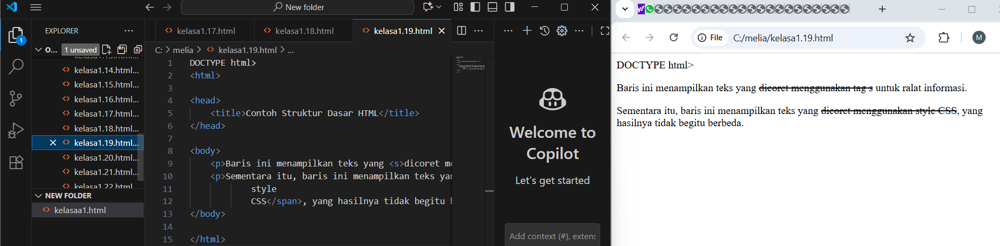 New folder
EXPLORER
O... 1 unsaved
kelasa1.14.html...
kelasa1.15.html...
kelasa1.16.html...
kelasa1.17.html...
kelasa1.18.html...
kelasa1.19.html...
kelasa1.20.html...
kelasa1.21.html...
kelasa1.22.html
NEW FOLDER
kelasaa1.html
1
kelasa1.17.html
kelasa1.18.html
kelasa1.19.html
C: > melia > kelasa1.19.html > ...
1 DOCTYPE html>
2 <html>
3
4 <head>
5 <title>Contoh Struktur Dasar HTML</title>
6 </head>
7
8 <body>
9 <p>Baris ini menampilkan teks yang <s>dicoret me
10 <p>Sementara itu, baris ini menampilkan teks yan
11 style
12 CSS</span>, yang hasilnya tidak begitu b
13 </body>
14
15 </html>
Welcome to
Copilot
Let's get started
Add context (#), extens
y!
File C:/melia/kelasa1.19.html
M
DOCTYPE html>
Baris ini menampilkan teks yang dicoret menggunakan tag s untuk ralat informasi.
Sementara itu, baris ini menampilkan teks yang dicoret menggunakan style CSS, yang
hasilnya tidak begitu berbeda.